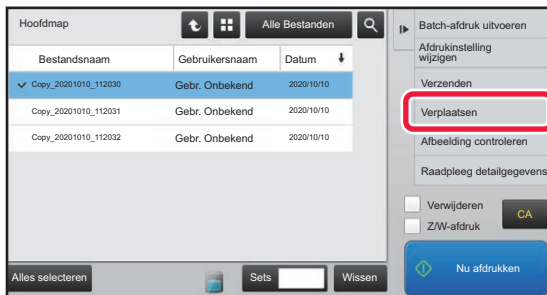 Hoofdmap
Alle Bestanden
Bestandsnaam
Gebruikersnaam
Datum
Copy_20201010_112030
Gebr. Onbekend
2020/10/10
Copy_20201010_112031
Gebr. Onbekend
2020/10/10
Copy_20201010_112032
Gebr. Onbekend
2020/10/10
Alles selecteren
Sets
Wissen
Batch-afdruk uitvoeren
Afdrukinstelling
wijzigen
Verzenden
Verplaatsen
Afbeelding controleren
Raadpleeg detailgegevens
Verwijderen
Z/W-afdruk
CA
Nu afdrukken